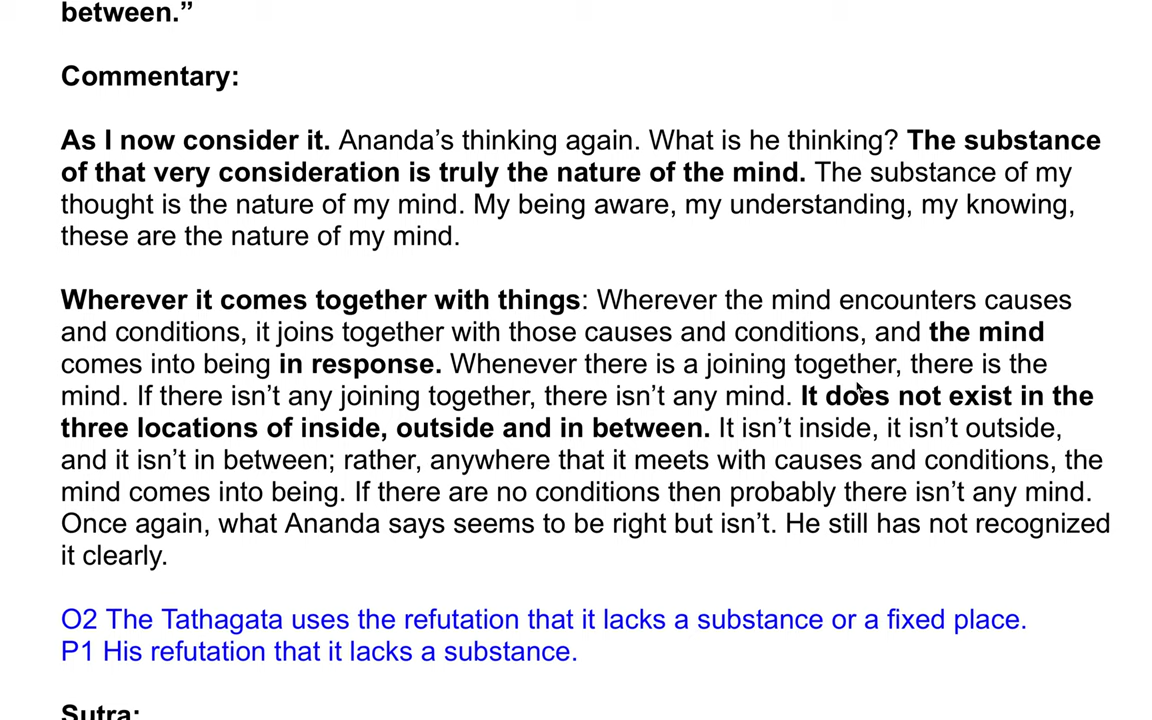 between.”
Commentary:
As I now consider it. Ananda’s thinking again. What is he thinking? The substance
of that very consideration is truly the nature of the mind. The substance of my
thought is the nature of my mind. My being aware, my understanding, my knowing,
these are the nature of my mind.
Wherever it comes together with things: Wherever the mind encounters causes
and conditions, it joins together with those causes and conditions, and the mind
comes into being in response. Whenever there is a joining together, there is the
mind. If there isn’t any joining together, there isn’t any mind. It does not exist in the
three locations of inside, outside and in between. It isn’t inside, it isn’t outside,
and it isn’t in between; rather, anywhere that it meets with causes and conditions, the
mind comes into being. If there are no conditions then probably there isn’t any mind.
Once again, what Ananda says seems to be right but isn’t. He still has not recognized
it clearly.
O2 The Tathagata uses the refutation that it lacks a substance or a fixed place.
P1 His refutation that it lacks a substance.
Sutra: